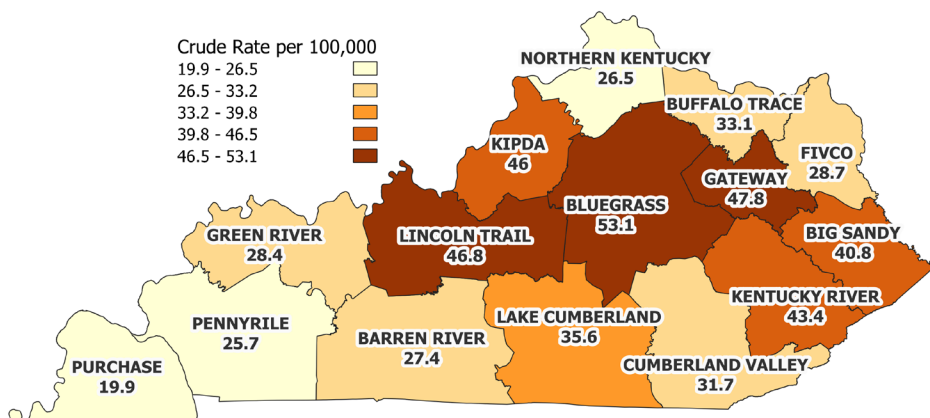 Crude Rate per 100,000
19.9 - 26.5
26.5 - 33.2
33.2 - 39.8
39.8 - 46.5
46.5 - 53.1
NORTHERN KENTUCKY
26.5
BUFFALO TRACE
33.1
KIPDA
46
FIVCO
28.7
GATEWAY
47.8
BLUEGRASS
53.1
GREEN RIVER
28.4
LINCOLN TRAIL
46.8
BIG SANDY
40.8
KENTUCKY RIVER
43.4
PENNYRILE
25.7
BARREN RIVER
27.4
LAKE CUMBERLAND
35.6
CUMBERLAND VALLEY
31.7
PURCHASE
19.9